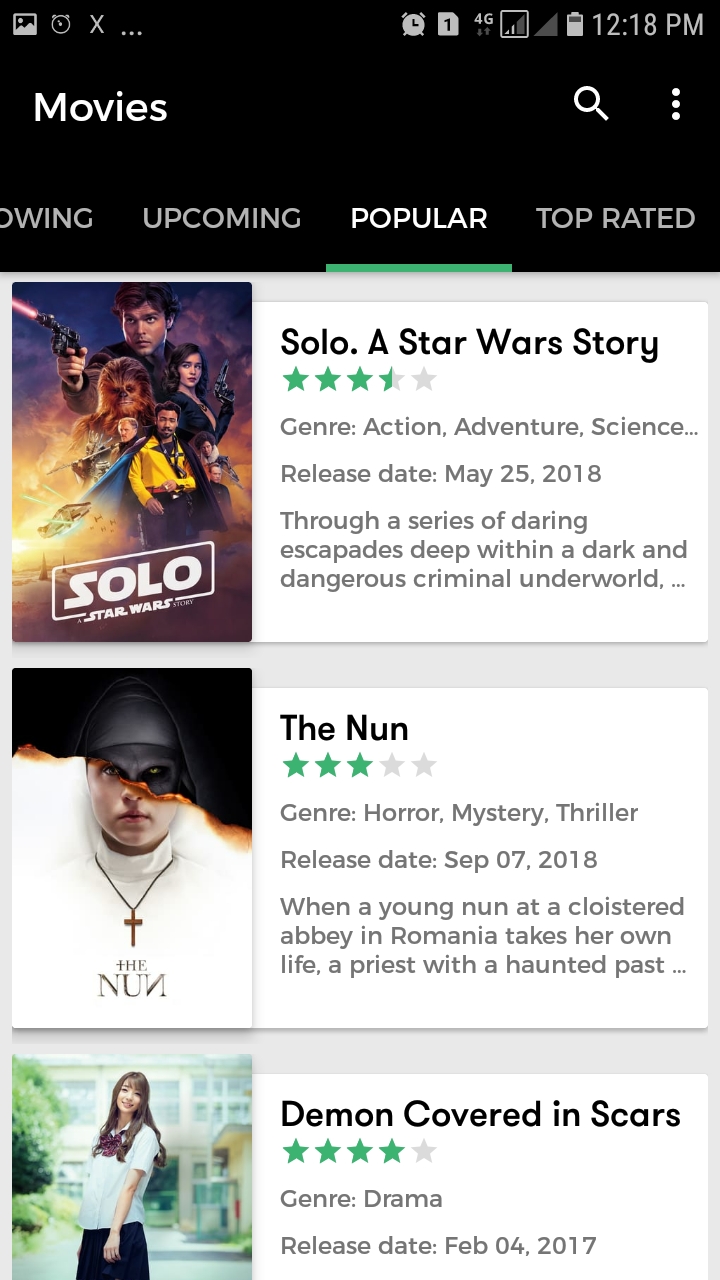 X ... 1 4G 12:18 PM
Movies
OWING UPCOMING POPULAR TOP RATED
SOLO
A STAR WARS STORY
Solo. A Star Wars Story
Genre: Action, Adventure, Science...
Release date: May 25, 2018
Through a series of daring
escapades deep within a dark and
dangerous criminal underworld, ...
THE
NUN
The Nun
Genre: Horror, Mystery, Thriller
Release date: Sep 07, 2018
When a young nun at a cloistered
abbey in Romania takes her own
life, a priest with a haunted past ...
Demon Covered in Scars
Genre: Drama
Release date: Feb 04, 2017